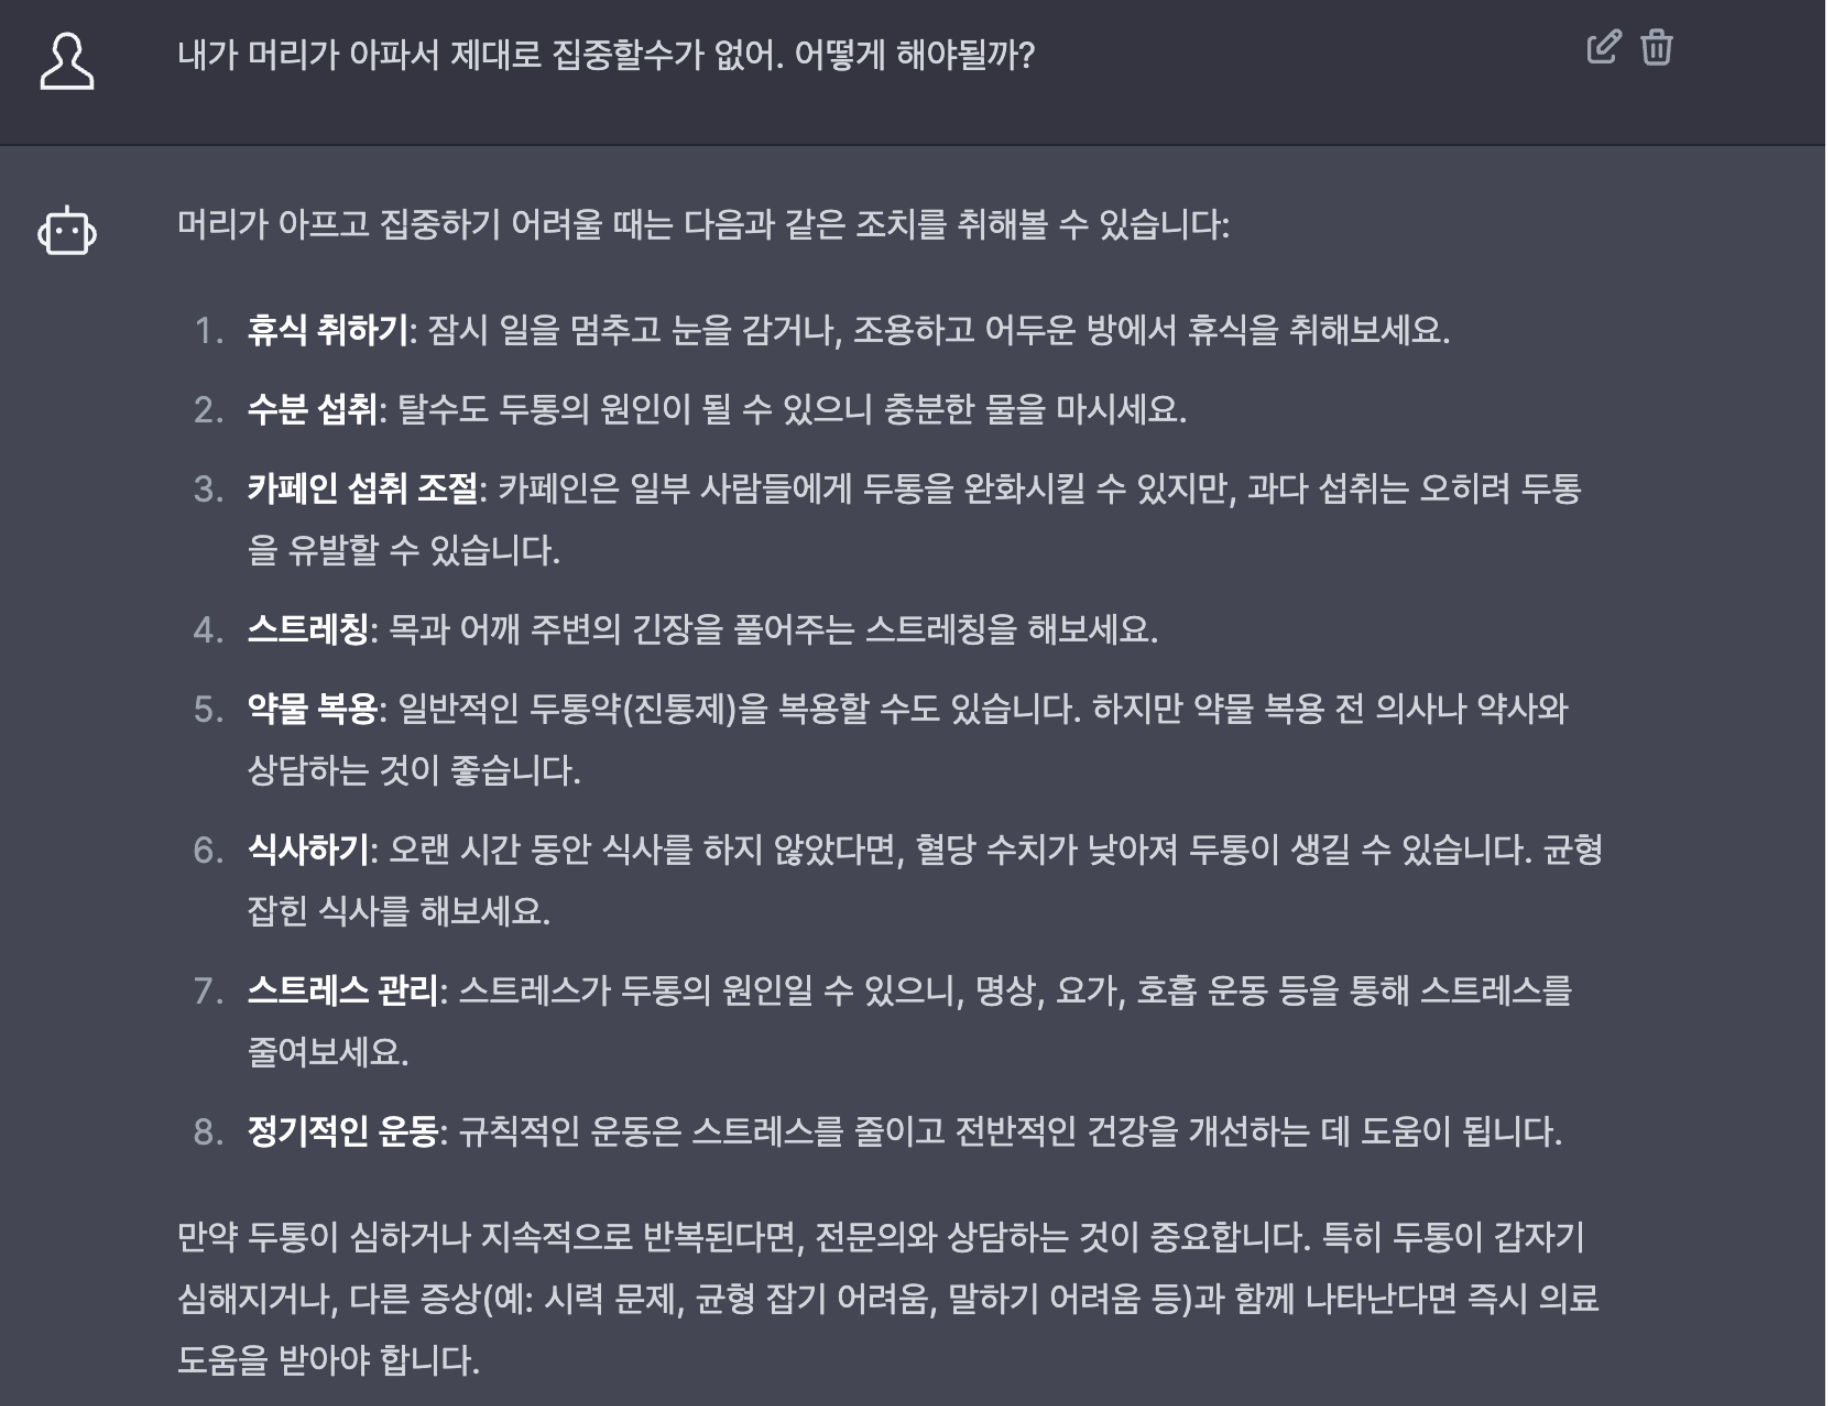 내가 머리가 아파서 제대로 집중할수가 없어. 어떻게 해야될까?
머리가 아프고 집중하기 어려울 때는 다음과 같은 조치를 취해볼 수 있습니다:
1. 휴식 취하기: 잠시 일을 멈추고 눈을 감거나, 조용하고 어두운 방에서 휴식을 취해보세요.
2. 수분 섭취: 탈수도 두통의 원인이 될 수 있으니 충분한 물을 마시세요.
3. 카페인 섭취 조절: 카페인은 일부 사람들에게 두통을 완화시킬 수 있지만, 과다 섭취는 오히려 두통
을 유발할 수 있습니다.
4. 스트레칭: 목과 어깨 주변의 긴장을 풀어주는 스트레칭을 해보세요.
5. 약물 복용: 일반적인 두통약(진통제)을 복용할 수도 있습니다. 하지만 약물 복용 전 의사나 약사와
상담하는 것이 좋습니다.
6. 식사하기: 오랜 시간 동안 식사를 하지 않았다면, 혈당 수치가 낮아져 두통이 생길 수 있습니다. 균형
잡힌 식사를 해보세요.
7. 스트레스 관리: 스트레스가 두통의 원인일 수 있으니, 명상, 요가, 호흡 운동 등을 통해 스트레스를
줄여보세요.
8. 정기적인 운동: 규칙적인 운동은 스트레스를 줄이고 전반적인 건강을 개선하는 데 도움이 됩니다.
만약 두통이 심하거나 지속적으로 반복된다면, 전문의와 상담하는 것이 중요합니다. 특히 두통이 갑자기
심해지거나, 다른 증상(예: 시력 문제, 균형 잡기 어려움, 말하기 어려움 등)과 함께 나타난다면 즉시 의료
도움을 받아야 합니다.